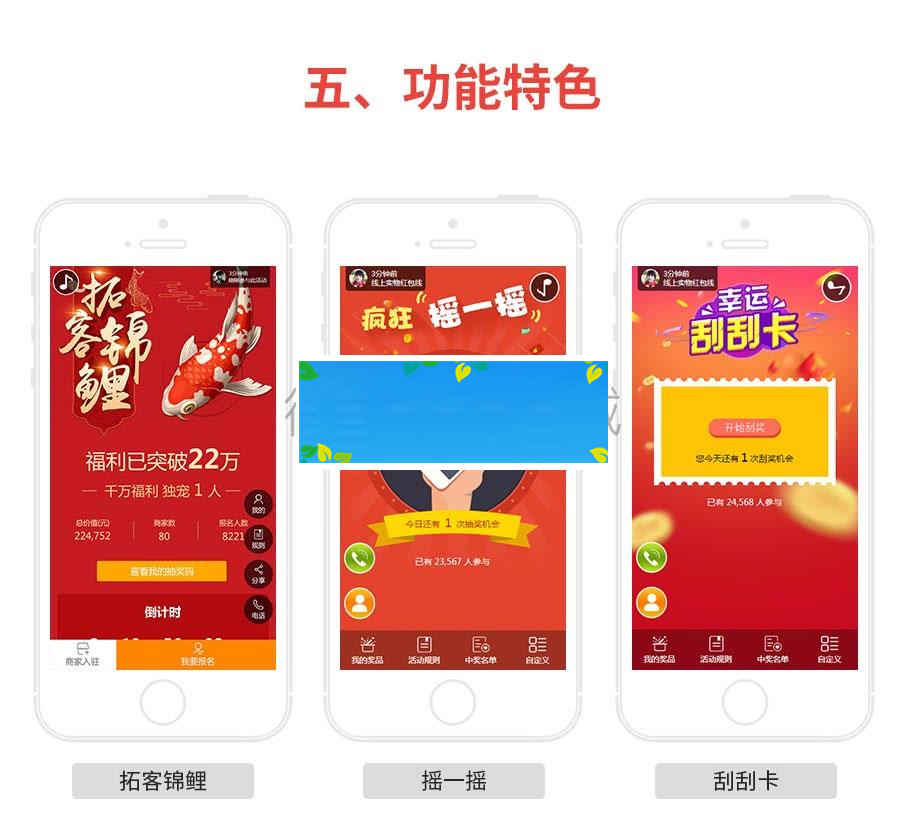 五、功能特色
拓客锦鲤
3分钟前
刚刚参与此活动
福利已突破22万
千万福利 独宠 1 人
总价值(元)
224,752
商家数
80
报名人数
8221
查看我的抽奖码
倒计时
我的
规则
分享
电话
商家入驻
我要报名
3分钟前
线上实物红包线
疯狂 摇一摇
今日还有 1 次抽奖机会
已有 23,567 人参与
我的奖品
活动规则
中奖名单
自定义
3分钟前
线上实物红包线
幸运
刮刮卡
开始刮奖
您今天还有 1 次刮奖机会
已有 24,568 人参与
我的奖品
活动规则
中奖名单
自定义
拓客锦鲤
摇一摇
刮刮卡